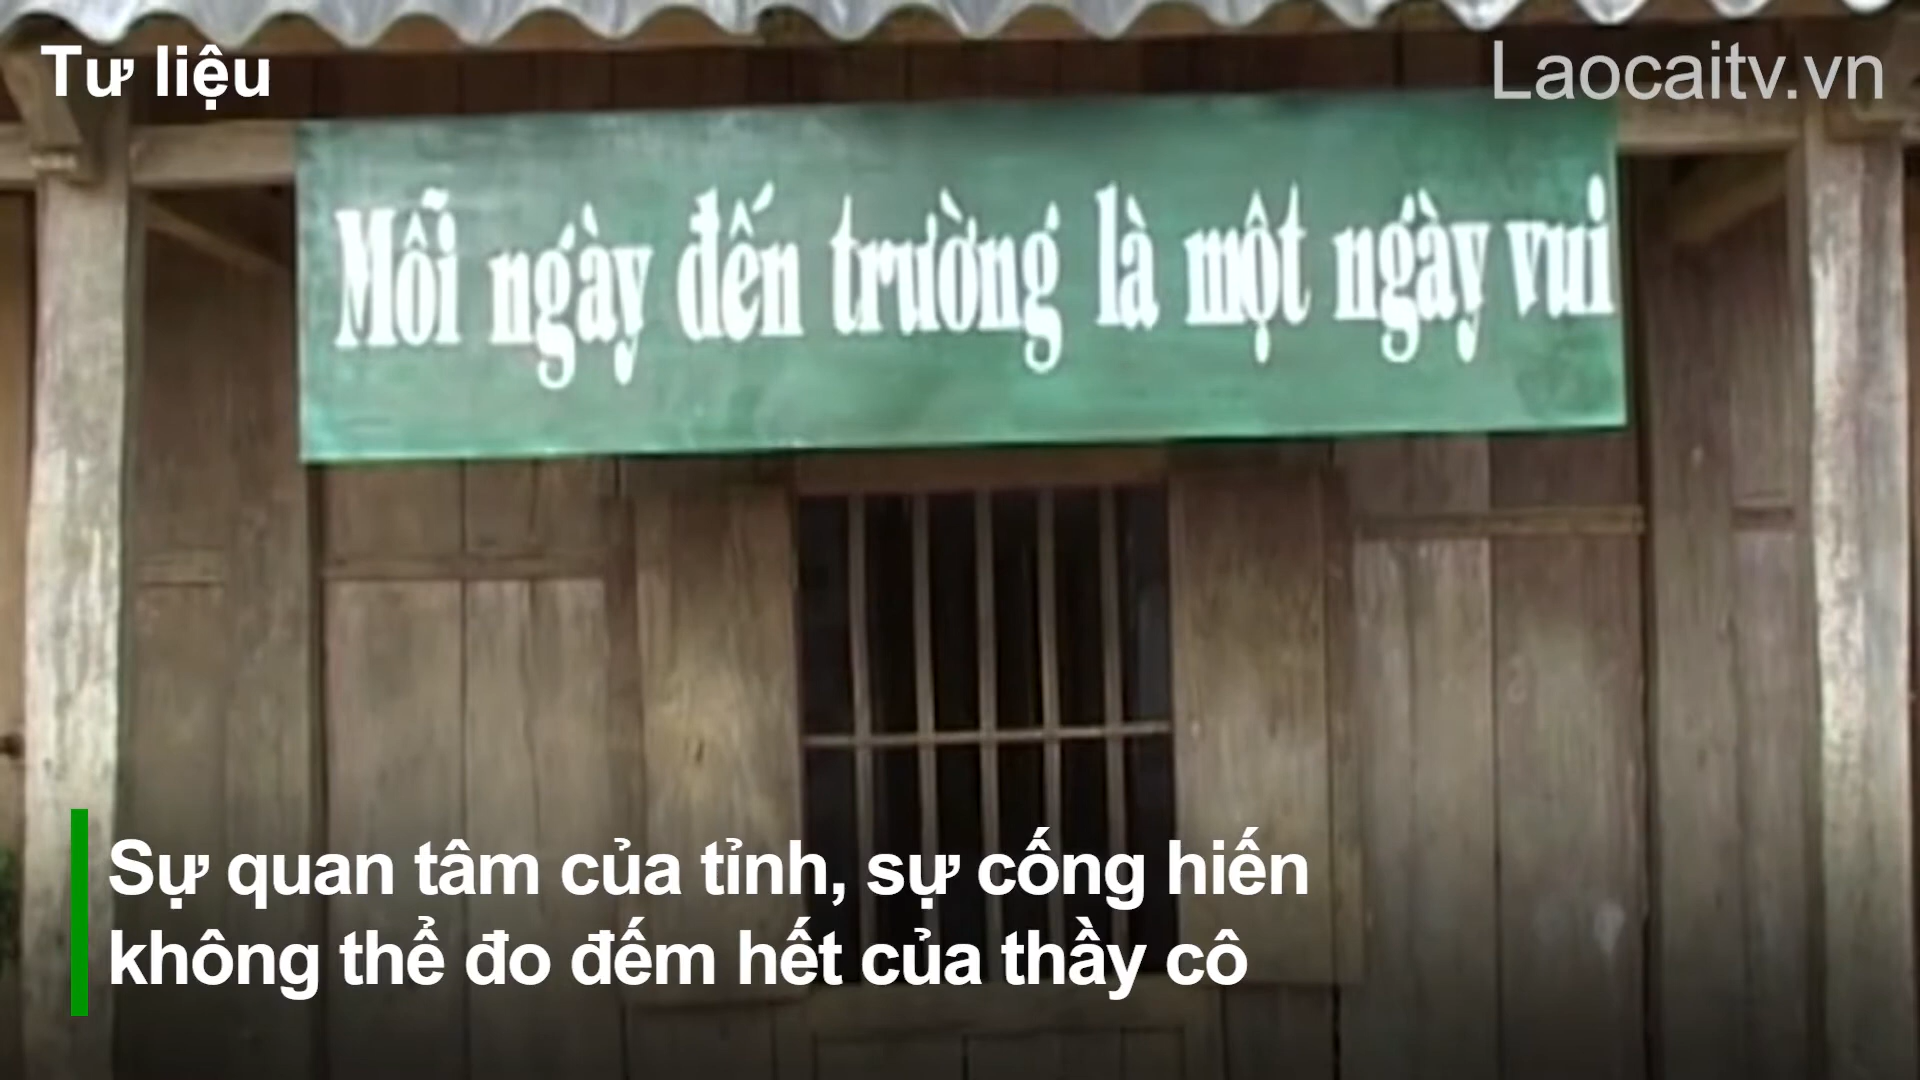 Tư liệu
Laocaitv.vn
Mỗi ngày đến trường là một ngày vui
Sự quan tâm của tỉnh, sự cống hiến
không thể đo đếm hết của thầy cô